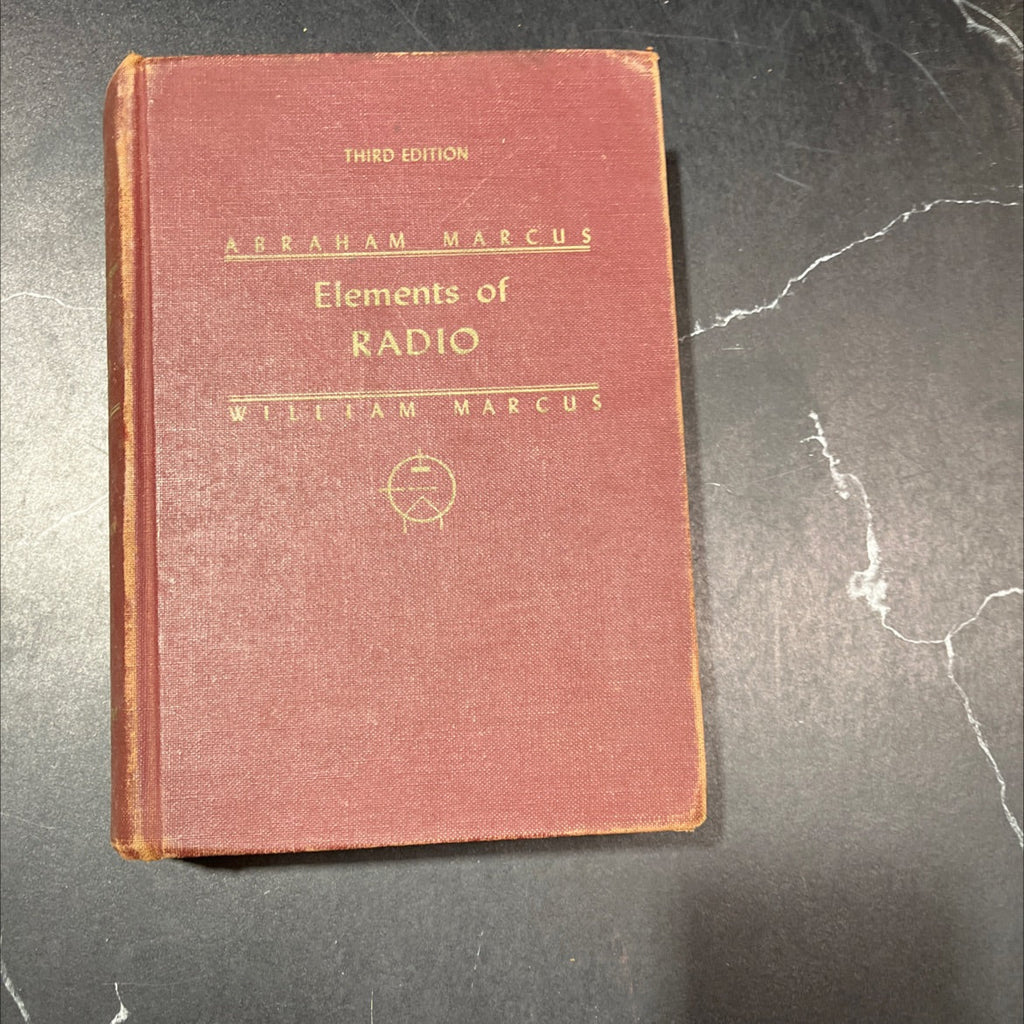 THIRD EDITION
ABRAHAM MARCUS
Elements of
RADIO
WILLIAM MARCUS